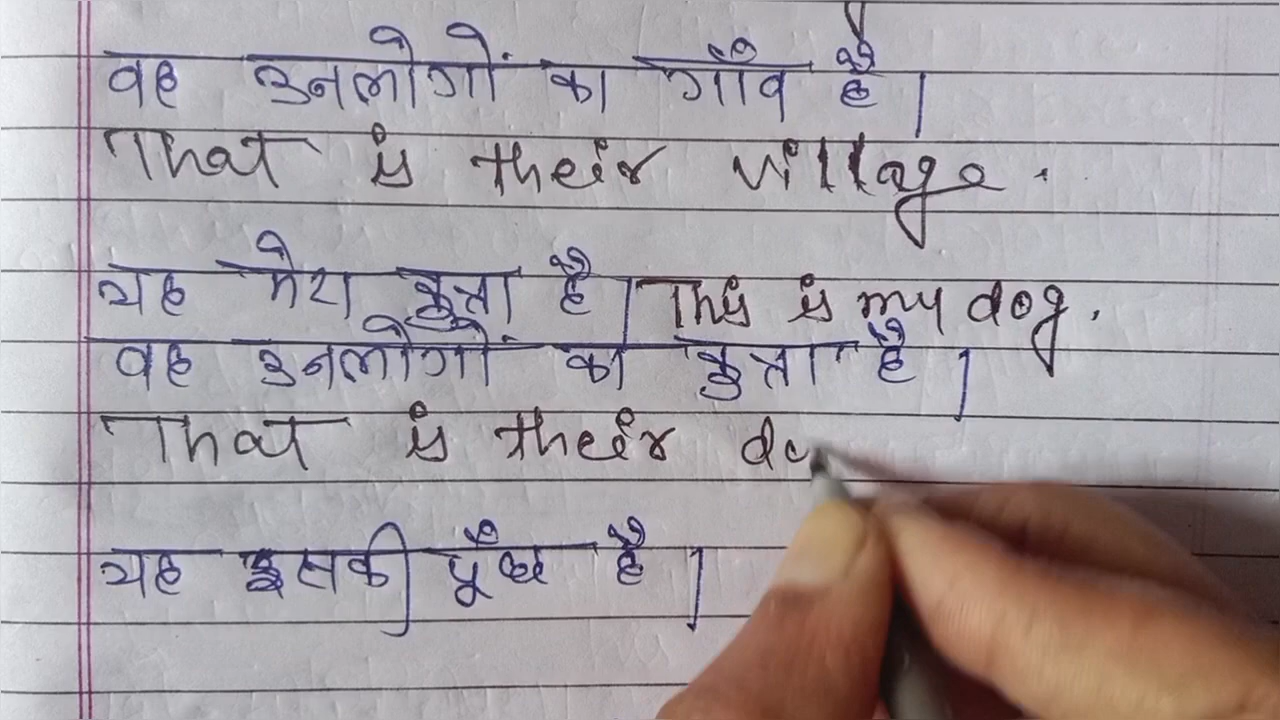 वह उनलोगों का गाँव है।
That is their village.
यह मेरा कुत्ता है। This is my dog.
वह उनलोगों का कुत्ता है।
That is their do
यह इसकी पूँछ है।